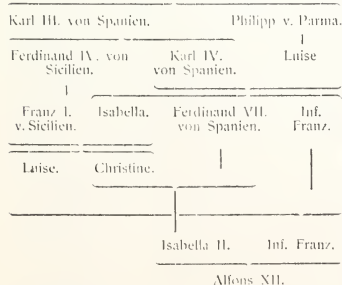 Karl III. von Spanien. Philipp v. Parma.
Ferdinand IV. von Sicilien. Karl IV. von Spanien. Luise
Franz I. v. Sicilien. Isabella. Ferdinand VII. von Spanien. Inf. Franz.
Luise. Christine.
Isabella II. Inf. Franz.
Alfons XII.